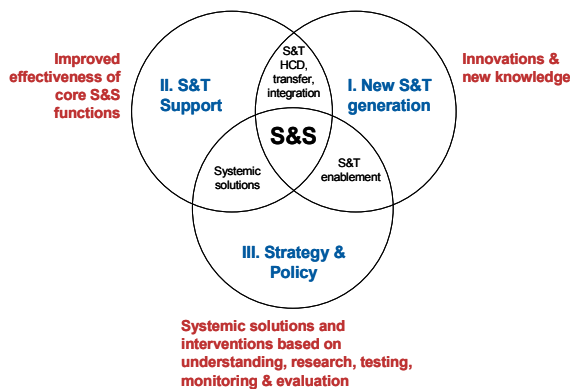 S&T
HCD,
transfer,
integration
Improved
effectiveness of
core S&S
functions
II. S&T
Support
I. New S&T
generation
Innovations &
new knowledge
S&S
Systemic
solutions
S&T
enablement
III. Strategy &
Policy
Systemic solutions and
interventions based on
understanding, research, testing,
monitoring & evaluation